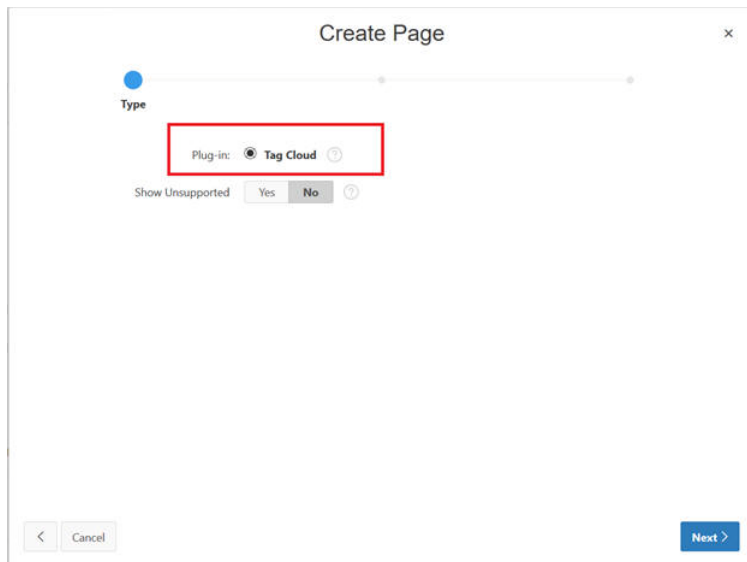 Create Page
Type
Plug-in: Tag Cloud ?
Show Unsupported Yes No ?
Cancel Next